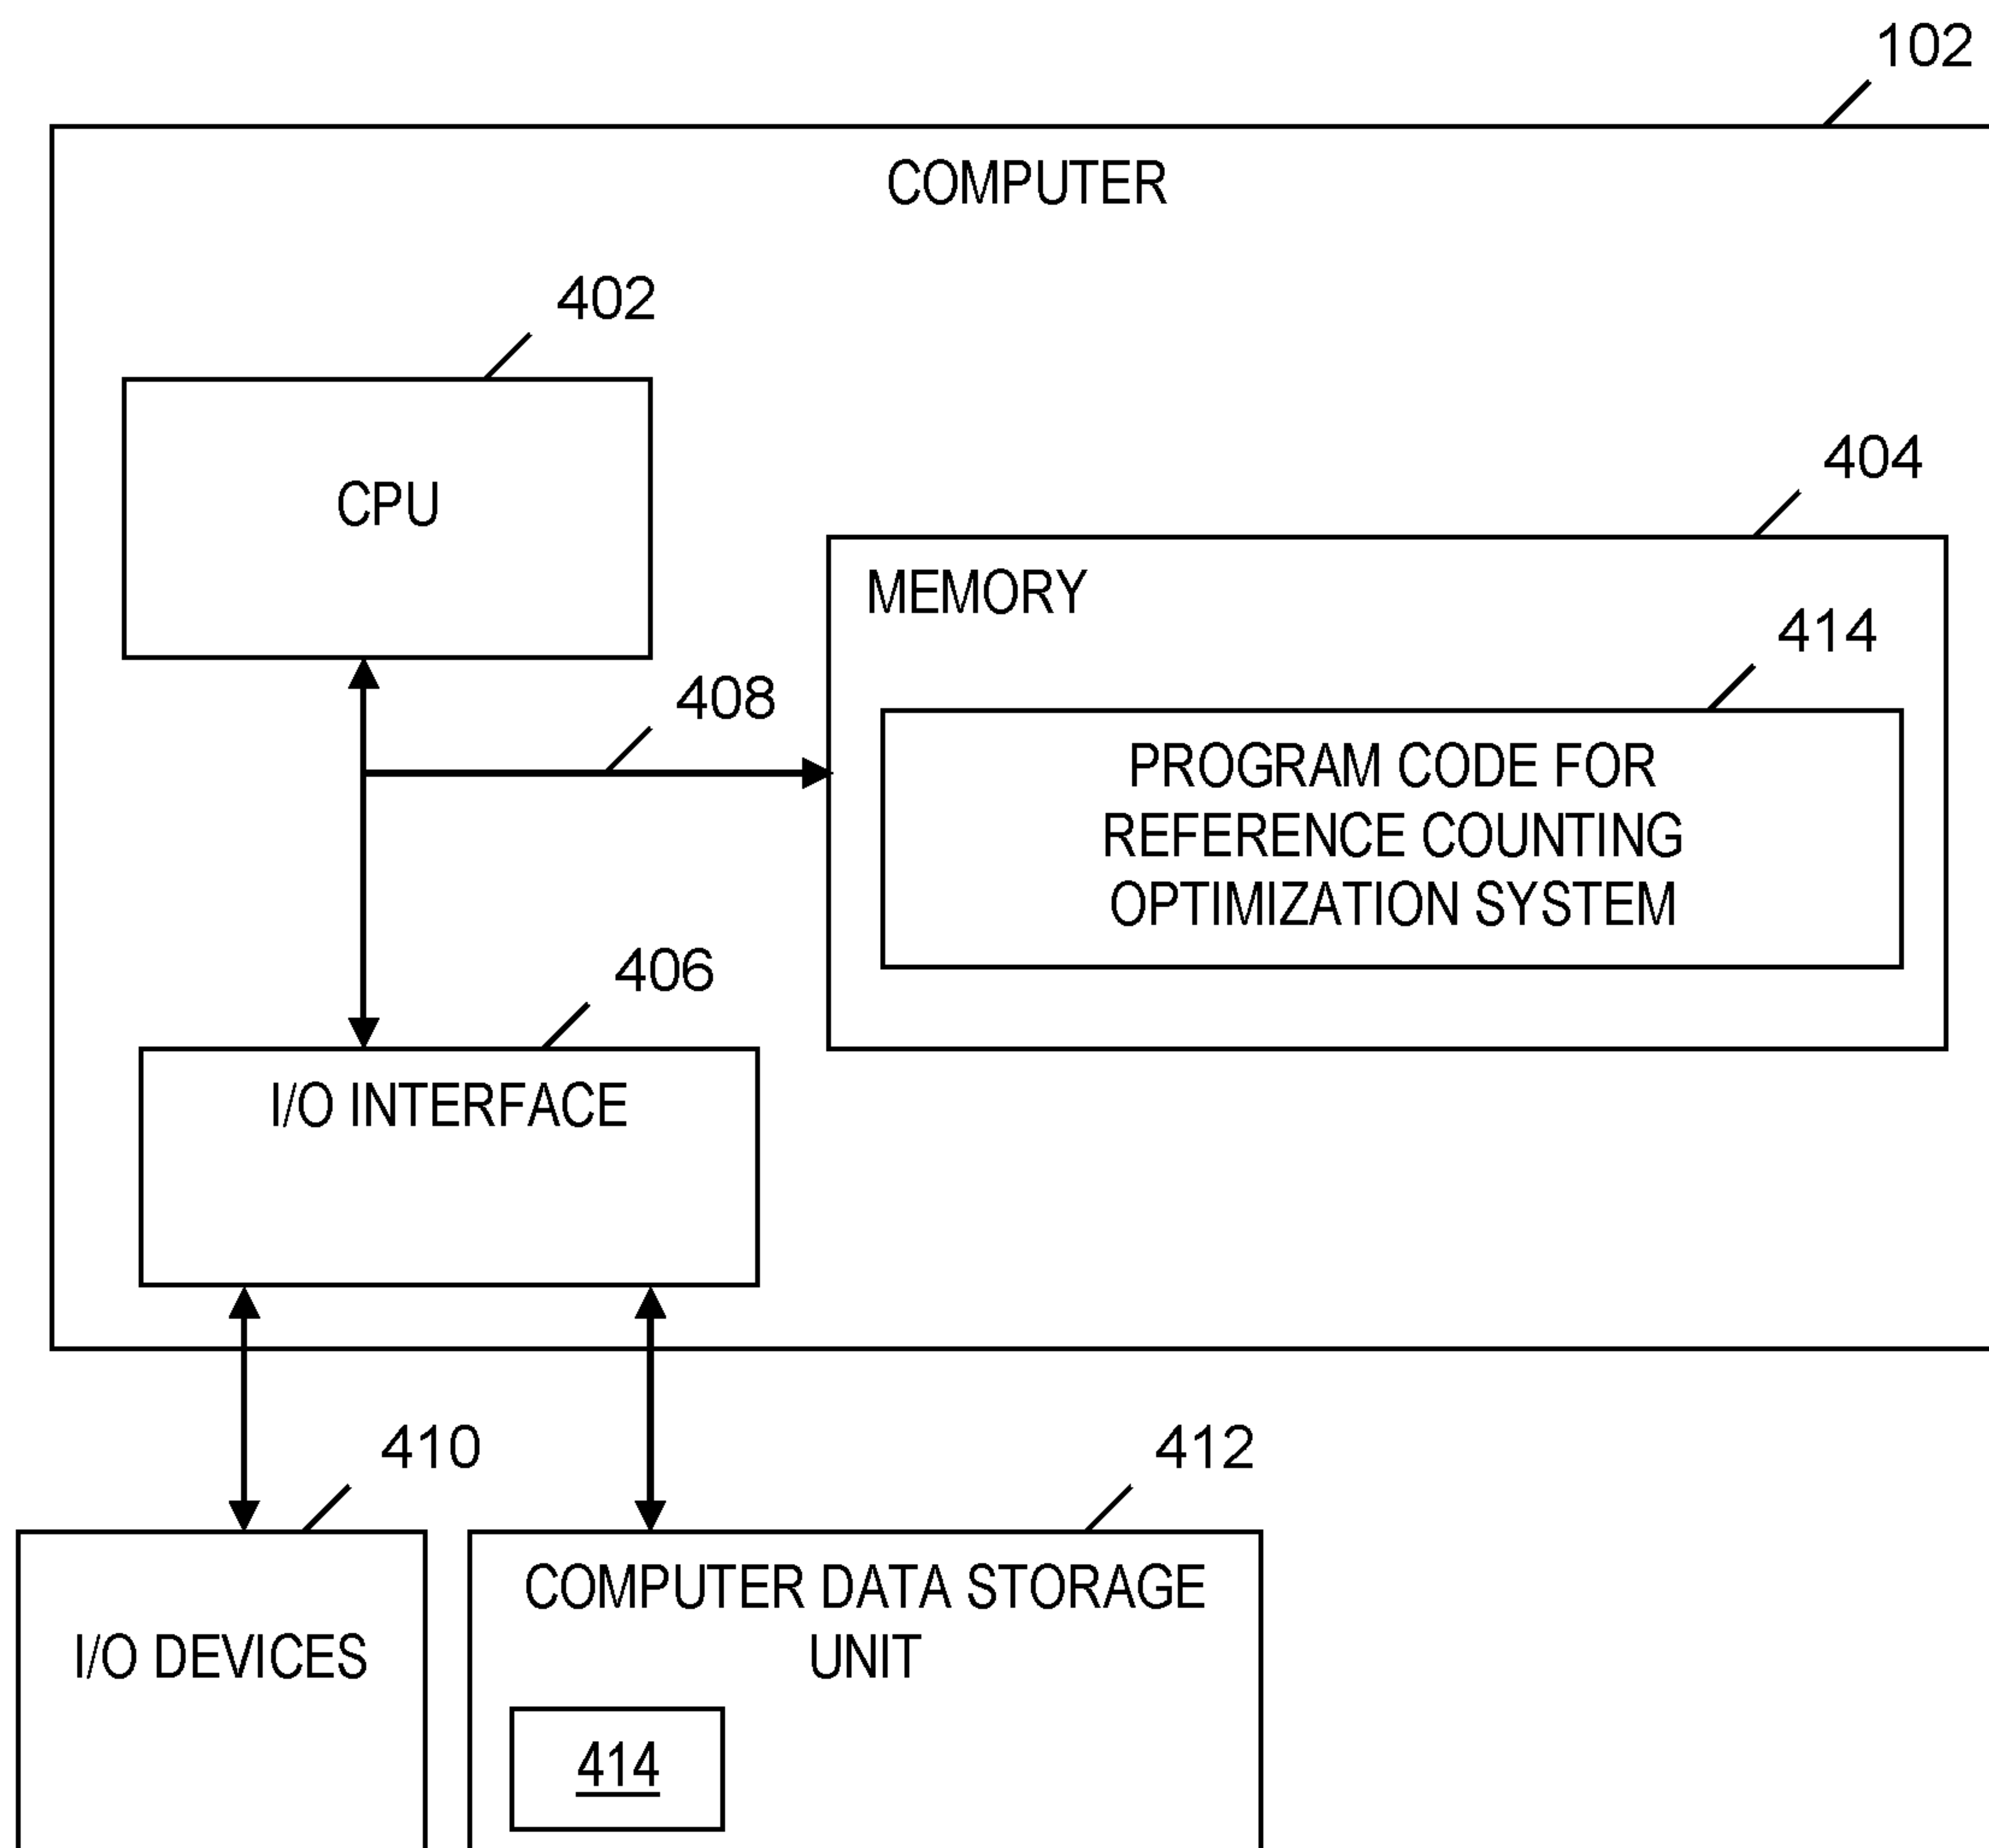 102
COMPUTER
402
CPU
404
MEMORY
414
408
PROGRAM CODE FOR
REFERENCE COUNTING
OPTIMIZATION SYSTEM
406
I/O INTERFACE
410
412
I/O DEVICES
COMPUTER DATA STORAGE
UNIT
414